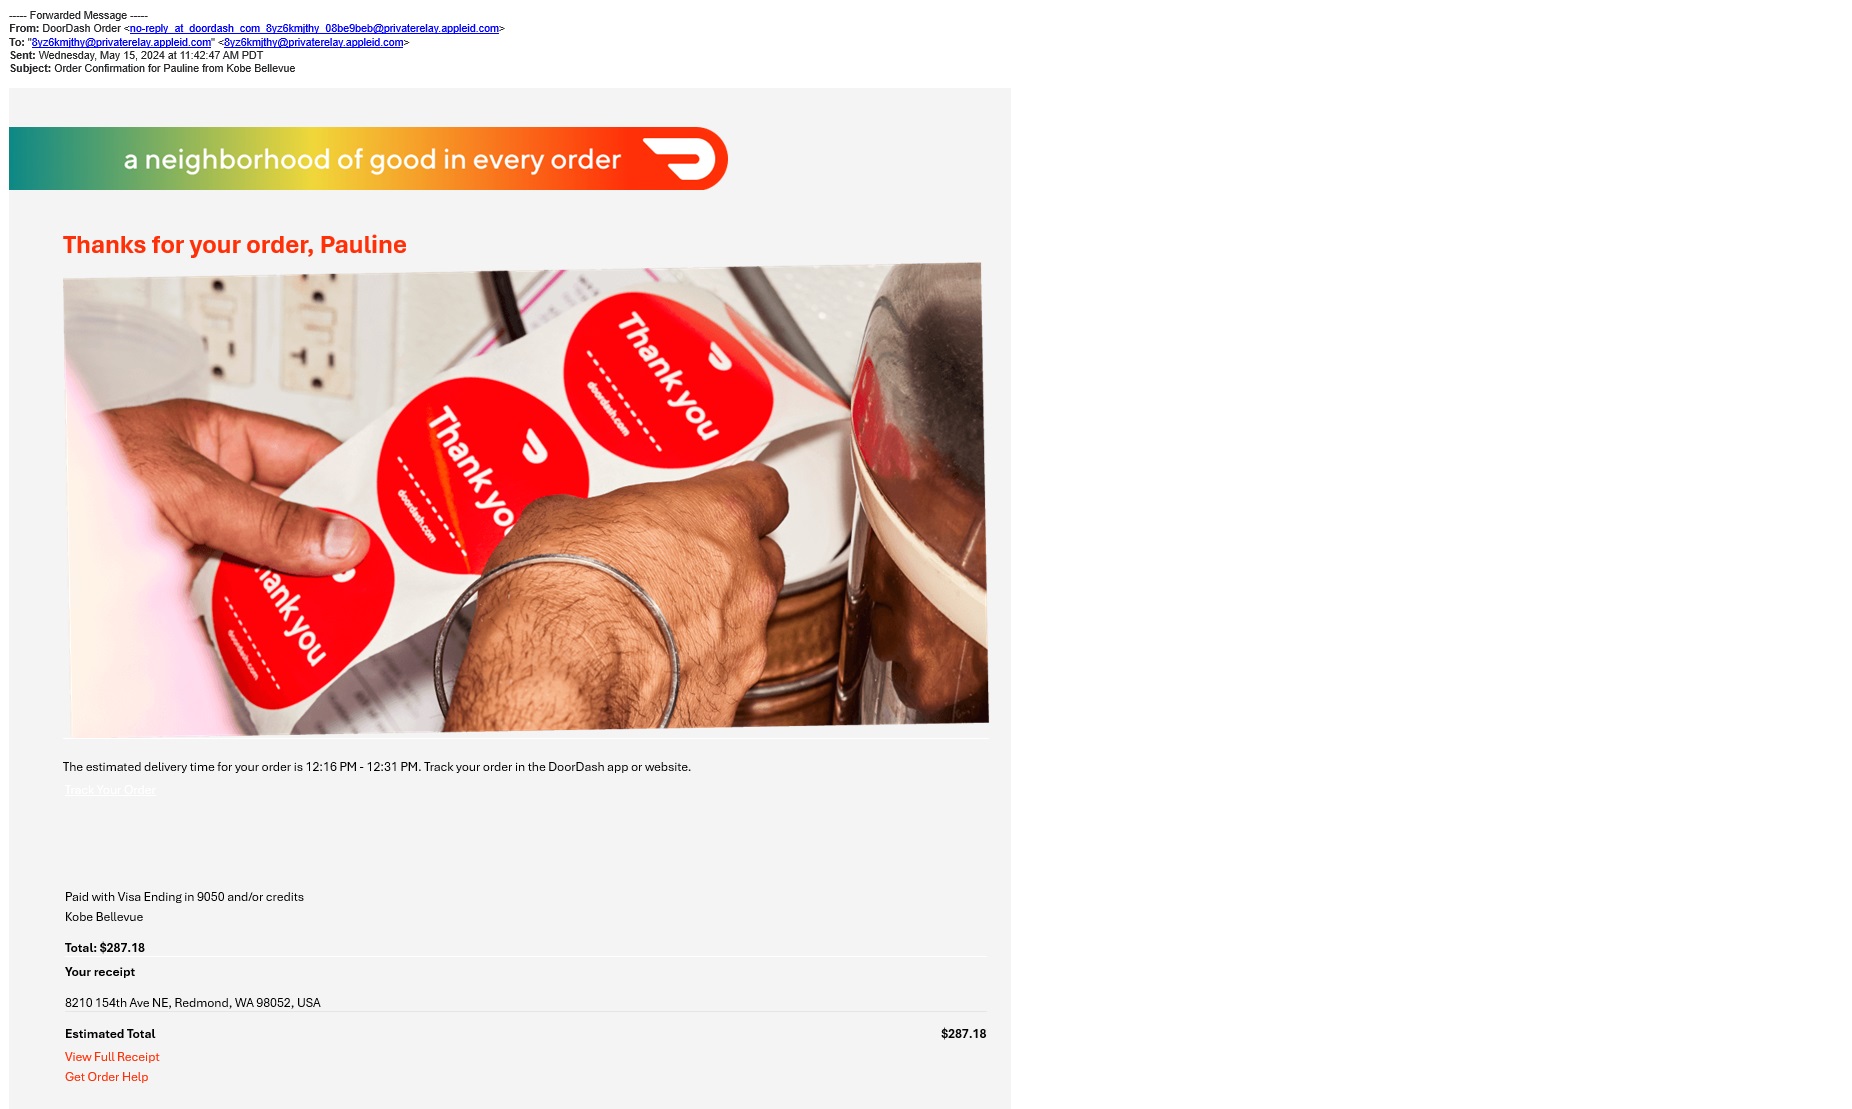 ----- Forwarded Message -----
From: DoorDash Order <no-reply_at_doordash_com_8yz6kmjthy_08be9beb@privaterelay.appleid.com>
To: "8yz6kmjthy@privaterelay.appleid.com" <8yz6kmjthy@privaterelay.appleid.com>
Sent: Wednesday, May 15, 2024 at 11:42:47 AM PDT
Subject: Order Confirmation for Pauline from Kobe Bellevue
a neighborhood of good in every order
Thanks for your order, Pauline
Thank you
doordash.com
Thank you
doordash.com
hank you
doordash.com
The estimated delivery time for your order is 12:16 PM - 12:31 PM. Track your order in the DoorDash app or website.
Track Your Order
Paid with Visa Ending in 9050 and/or credits
Kobe Bellevue
Total: $287.18
Your receipt
8210 154th Ave NE, Redmond, WA 98052, USA
Estimated Total $287.18
View Full Receipt
Get Order Help